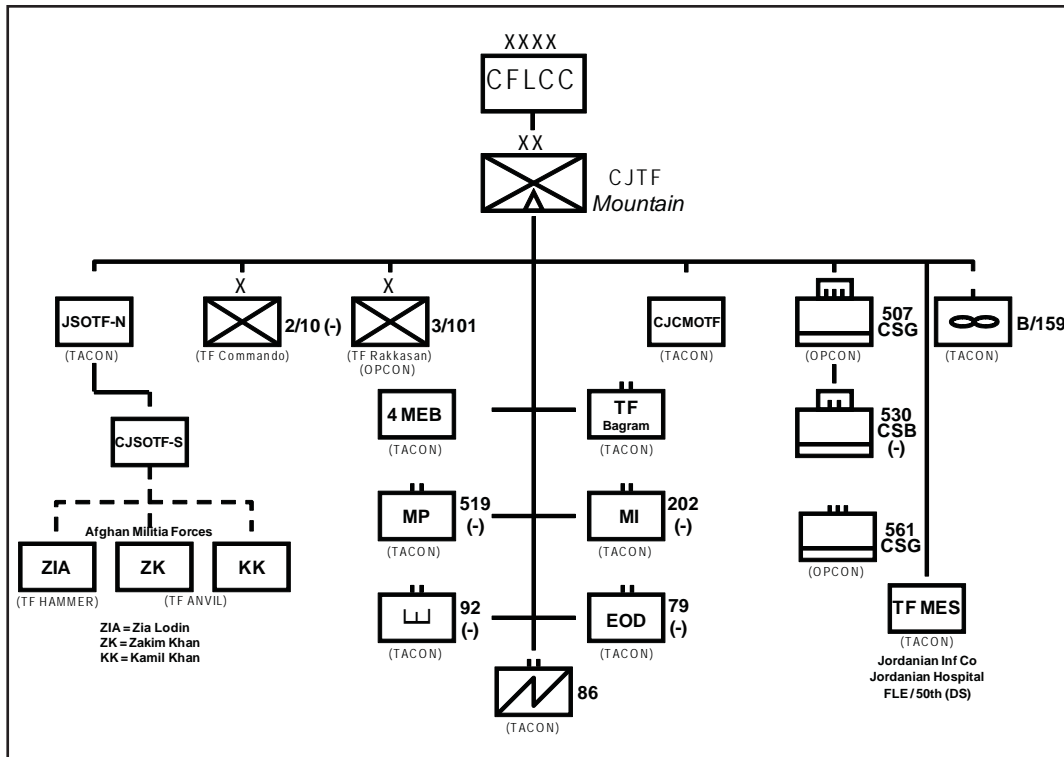 XXXX
CFLCC
XX
CJTF
Mountain
X
X
JSOTF-N
(TACON)
2/10 (-)
(TF Commando)
3/101
(TF Rakkasan)
(OPCON)
CJCMOTF
(TACON)
507
CSG
(OPCON)
B/159
(TACON)
CJSOTF-S
4 MEB
(TACON)
TF
Bagram
(TACON)
530
CSB
(-)
MP
519
(-)
(TACON)
MI
202
(-)
(TACON)
561
CSG
(OPCON)
Afghan Militia Forces
ZIA
ZK
KK
(TF HAMMER)
(TF ANVIL)
ZIA = Zia Lodin
ZK = Zakim Khan
KK = Kamil Khan
92
(-)
(TACON)
EOD
79
(-)
(TACON)
TF MES
(TACON)
Jordanian Inf Co
Jordanian Hospital
FLE / 50th (DS)
86
(TACON)